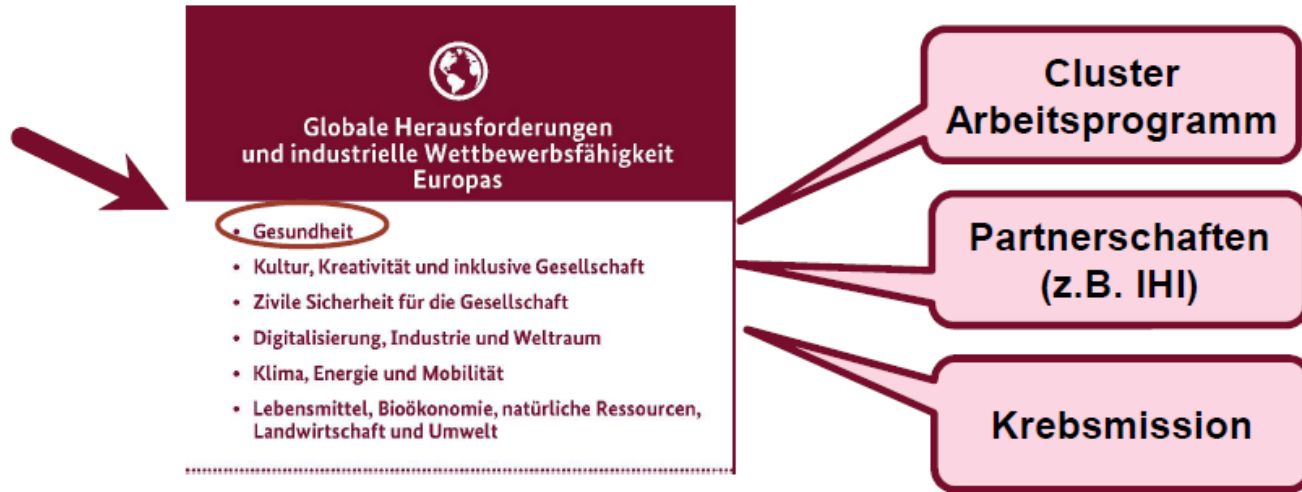 Globale Herausforderungen
und industrielle Wettbewerbsfähigkeit
Europas
• Gesundheit
• Kultur, Kreativität und inklusive Gesellschaft
• Zivile Sicherheit für die Gesellschaft
• Digitalisierung, Industrie und Weltraum
• Klima, Energie und Mobilität
• Lebensmittel, Bioökonomie, natürliche Ressourcen,
Landwirtschaft und Umwelt
Cluster
Arbeitsprogramm
Partnerschaften
(z.B. IHI)
Krebsmission